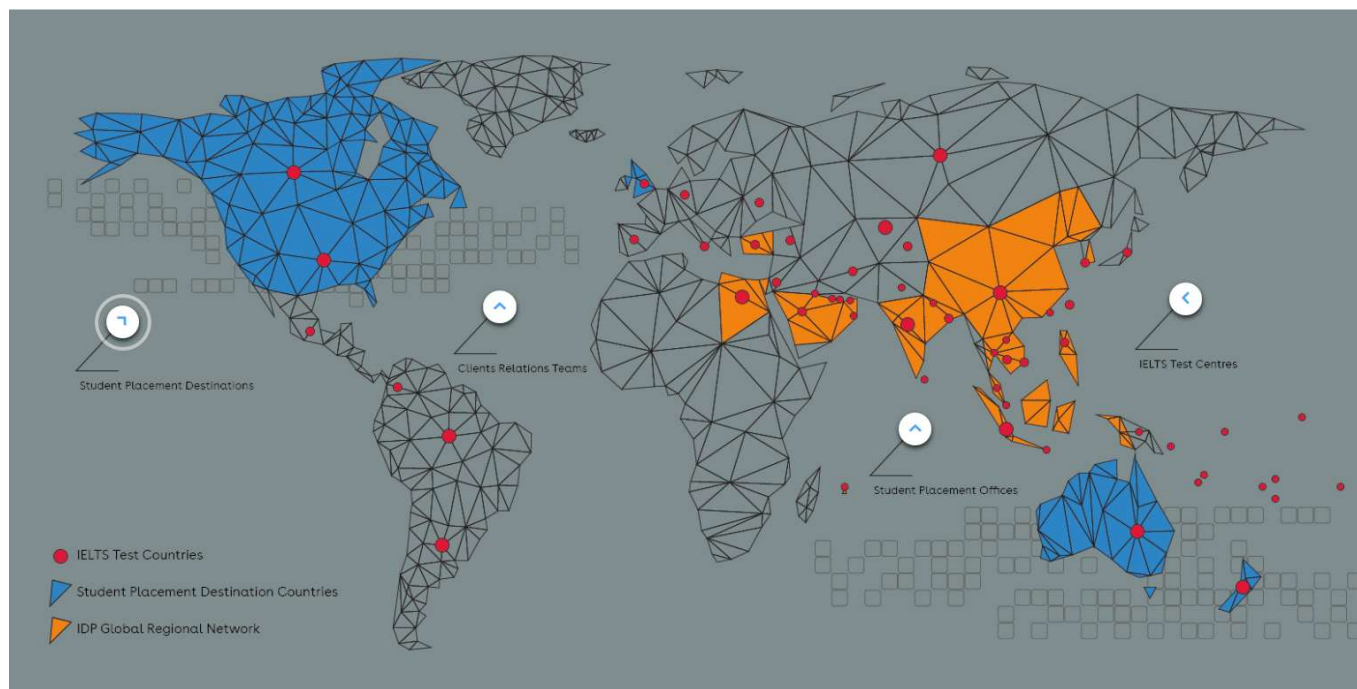 Student Placement Destinations
Clients Relations Teams
IELTS Test Centres
Student Placement Offices
IELTS Test Countries
Student Placement Destination Countries
IDP Global Regional Network